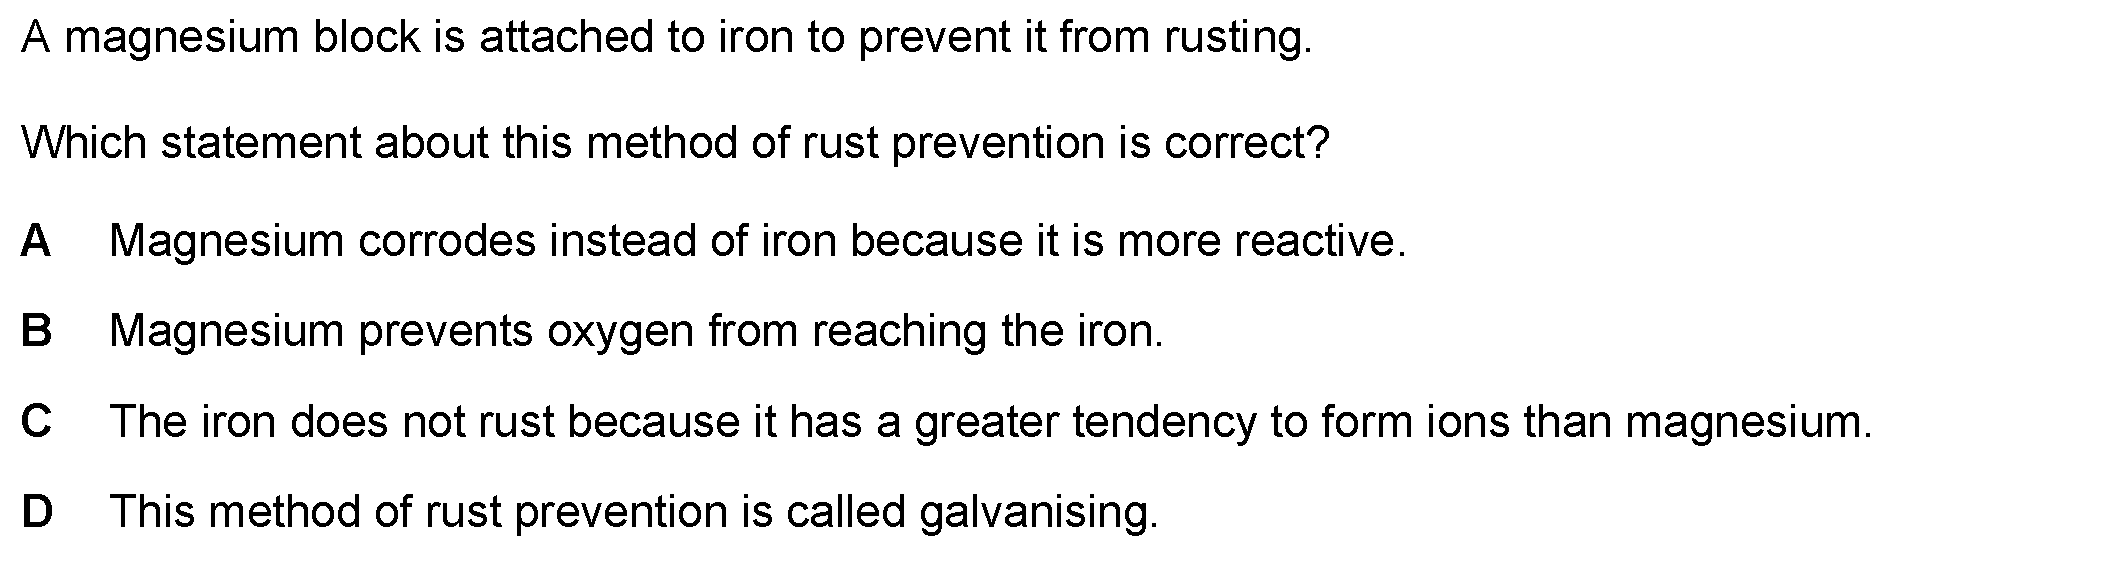 A magnesium block is attached to iron to prevent it from rusting.
Which statement about this method of rust prevention is correct?
A Magnesium corrodes instead of iron because it is more reactive.
B Magnesium prevents oxygen from reaching the iron.
C The iron does not rust because it has a greater tendency to form ions than magnesium.
D This method of rust prevention is called galvanising.